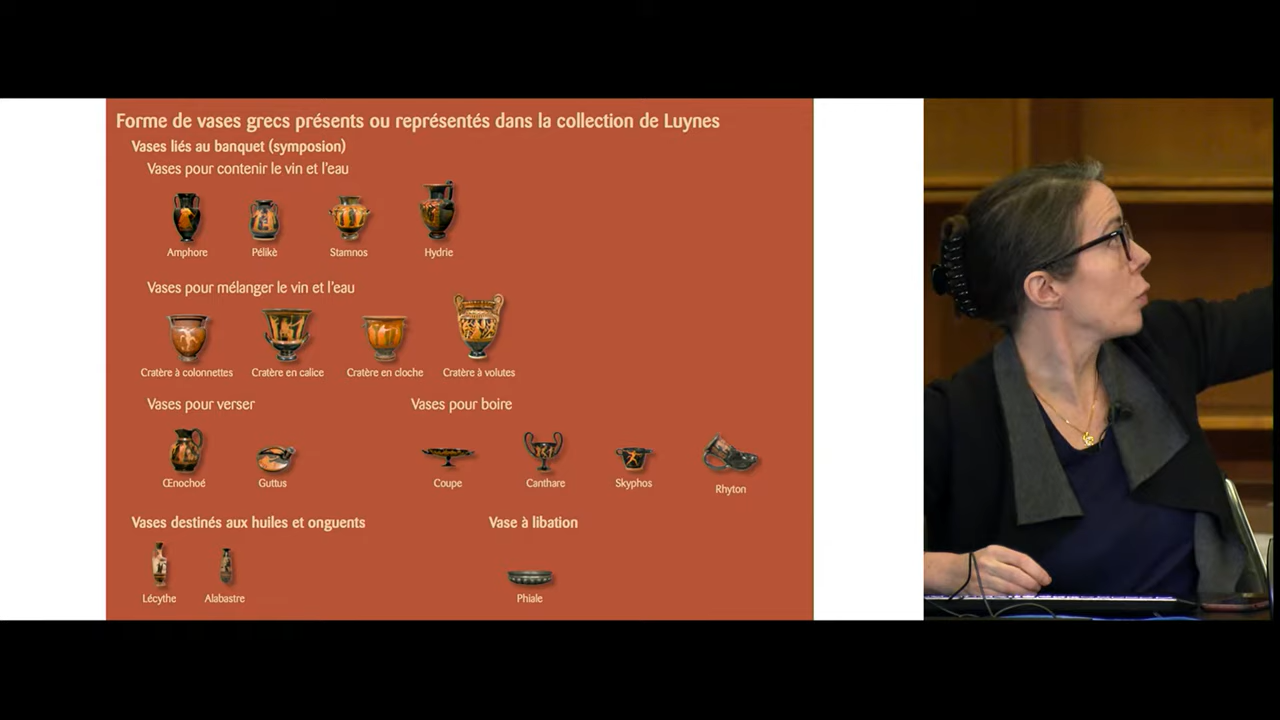 Forme de vases grecs présents ou représentés dans la collection de Luynes
Vases liés au banquet (symposion)
Vases pour contenir le vin et l'eau
Amphore Pélikè Stamnos Hydrie
Vases pour mélanger le vin et l'eau
Cratère à colonnettes Cratère en calice Cratère en cloche Cratère à volutes
Vases pour verser
Œnochoé Guttus
Vases pour boire
Coupe Canthare Skyphos Rhyton
Vases destinés aux huiles et onguents
Lécythe Alabastre
Vase à libation
Phiale